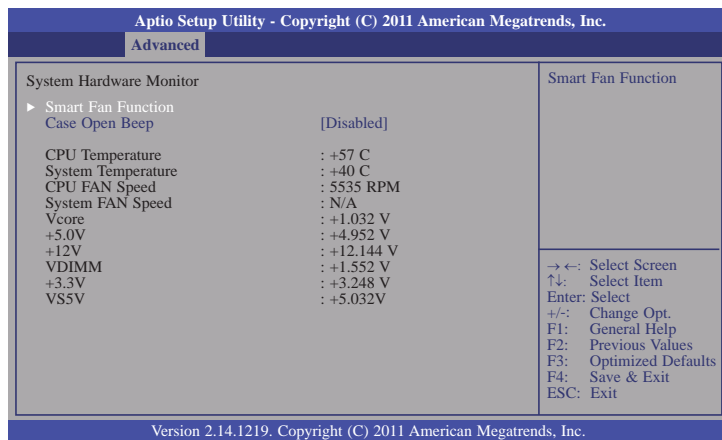 Aptio Setup Utility - Copyright (C) 2011 American Megatrends, Inc.
Advanced
System Hardware Monitor
▶ Smart Fan Function
Case Open Beep [Disabled]
CPU Temperature : +57 C
System Temperature : +40 C
CPU FAN Speed : 5535 RPM
System FAN Speed : N/A
Vcore : +1.032 V
+5.0V : +4.952 V
+12V : +12.144 V
VDIMM : +1.552 V
+3.3V : +3.248 V
VS5V : +5.032V
Smart Fan Function
→←: Select Screen
↑↓: Select Item
Enter: Select
+/-: Change Opt.
F1: General Help
F2: Previous Values
F3: Optimized Defaults
F4: Save & Exit
ESC: Exit
Version 2.14.1219. Copyright (C) 2011 American Megatrends, Inc.